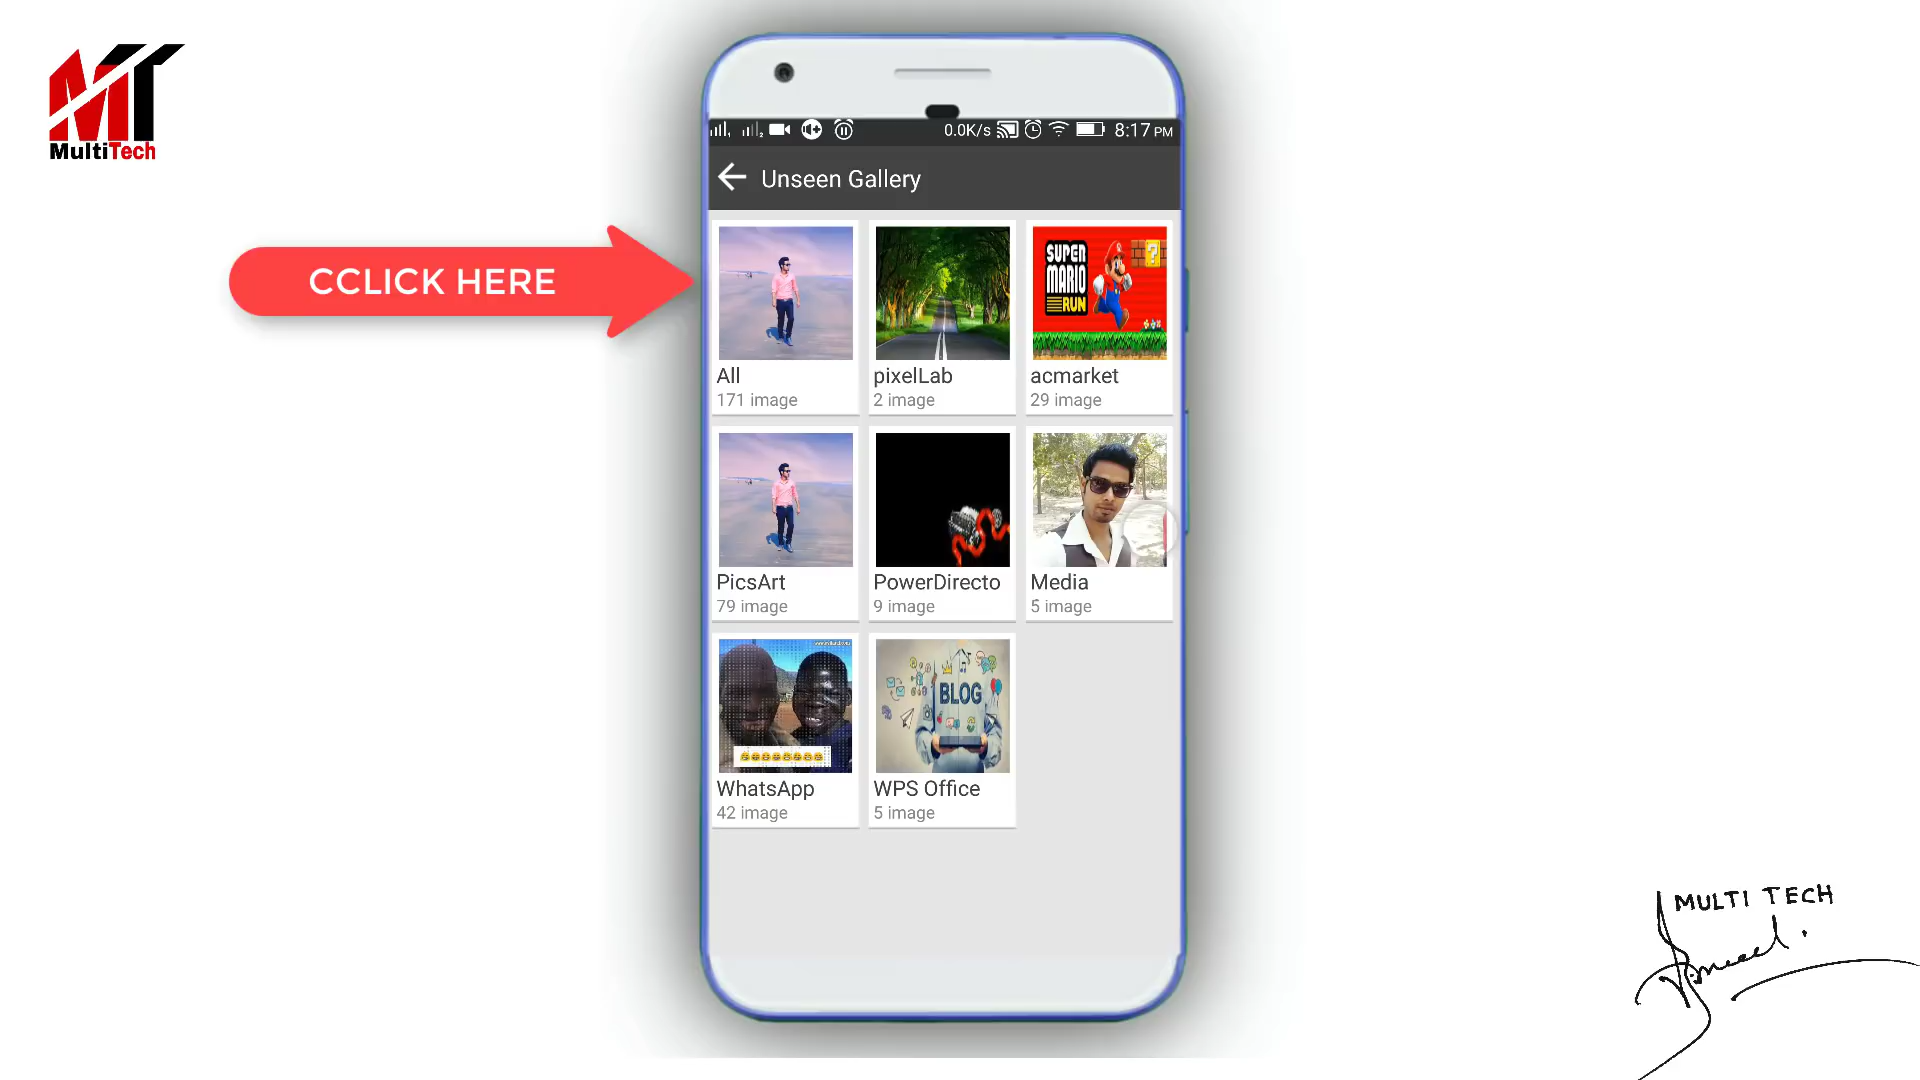 MT
MultiTech
0.0K/s 8:17 PM
Unseen Gallery
CCLICK HERE
SUPER
MARIO
RUN
?
All
171 image
pixelLab
2 image
acmarket
29 image
PicsArt
79 image
PowerDirecto
9 image
Media
5 image
BLOG
WhatsApp
42 image
WPS Office
5 image
MULTI TECH